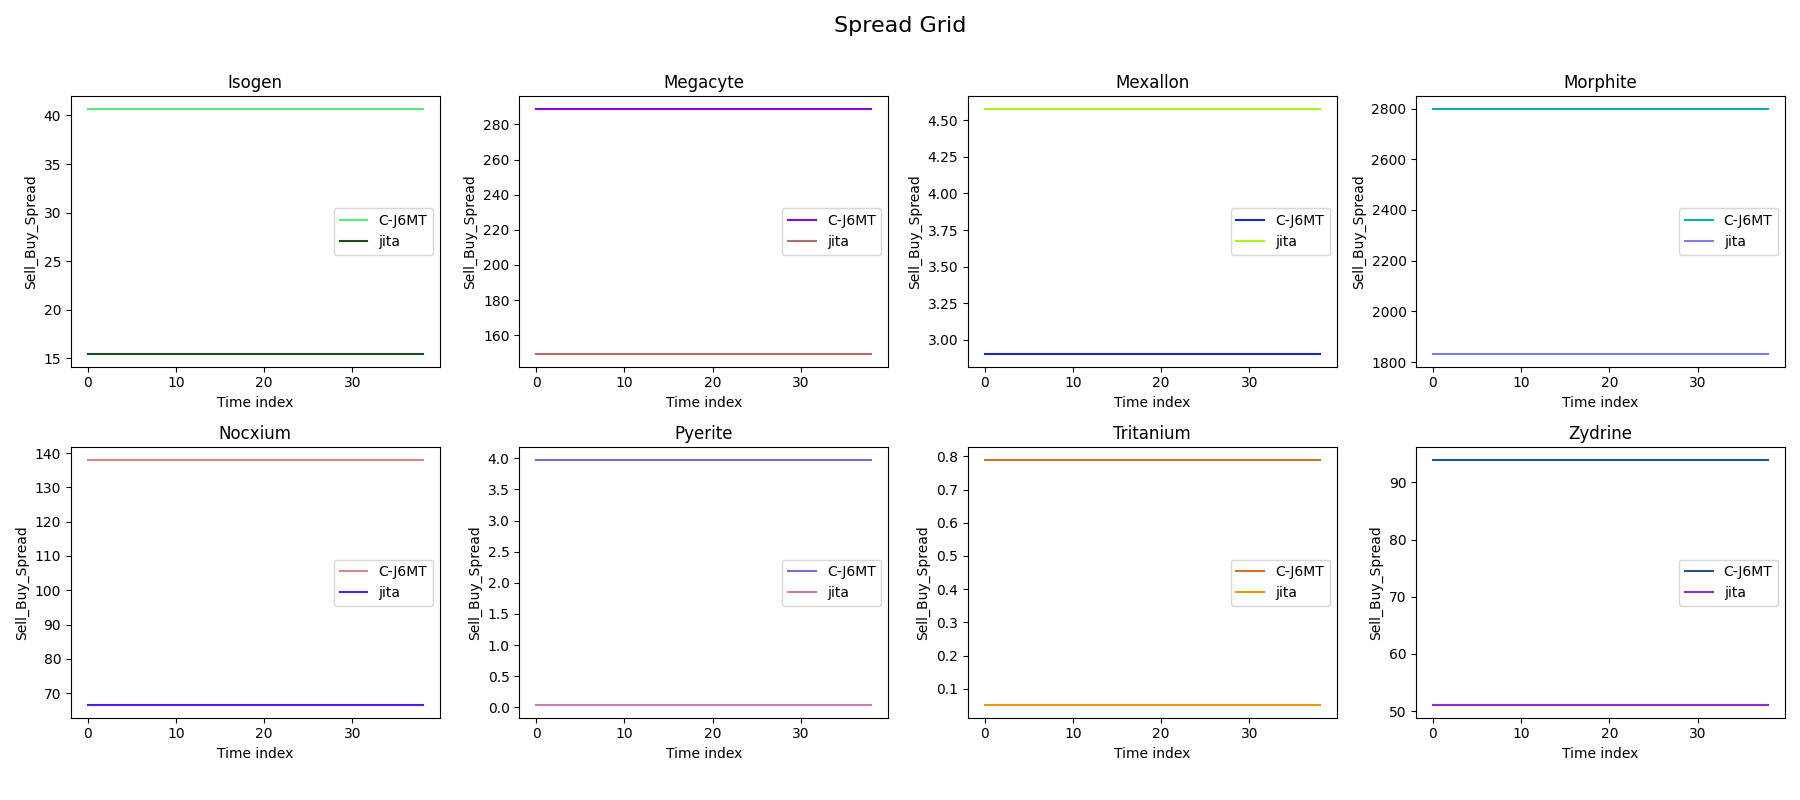 Spread Grid
Isogen
Sell_Buy_Spread
40
35
30
25
20
15
C-J6MT
jita
0 10 20 30
Time index
Megacyte
Sell_Buy_Spread
280
260
240
220
200
180
160
C-J6MT
jita
0 10 20 30
Time index
Mexallon
Sell_Buy_Spread
4.50
4.25
4.00
3.75
3.50
3.25
3.00
C-J6MT
jita
0 10 20 30
Time index
Morphite
Sell_Buy_Spread
2800
2600
2400
2200
2000
1800
C-J6MT
jita
0 10 20 30
Time index
Nocxium
Sell_Buy_Spread
140
130
120
110
100
90
80
70
C-J6MT
jita
0 10 20 30
Time index
Pyerite
Sell_Buy_Spread
4.0
3.5
3.0
2.5
2.0
1.5
1.0
0.5
0.0
C-J6MT
jita
0 10 20 30
Time index
Tritanium
Sell_Buy_Spread
0.8
0.7
0.6
0.5
0.4
0.3
0.2
0.1
C-J6MT
jita
0 10 20 30
Time index
Zydrine
Sell_Buy_Spread
90
80
70
60
50
C-J6MT
jita
0 10 20 30
Time index